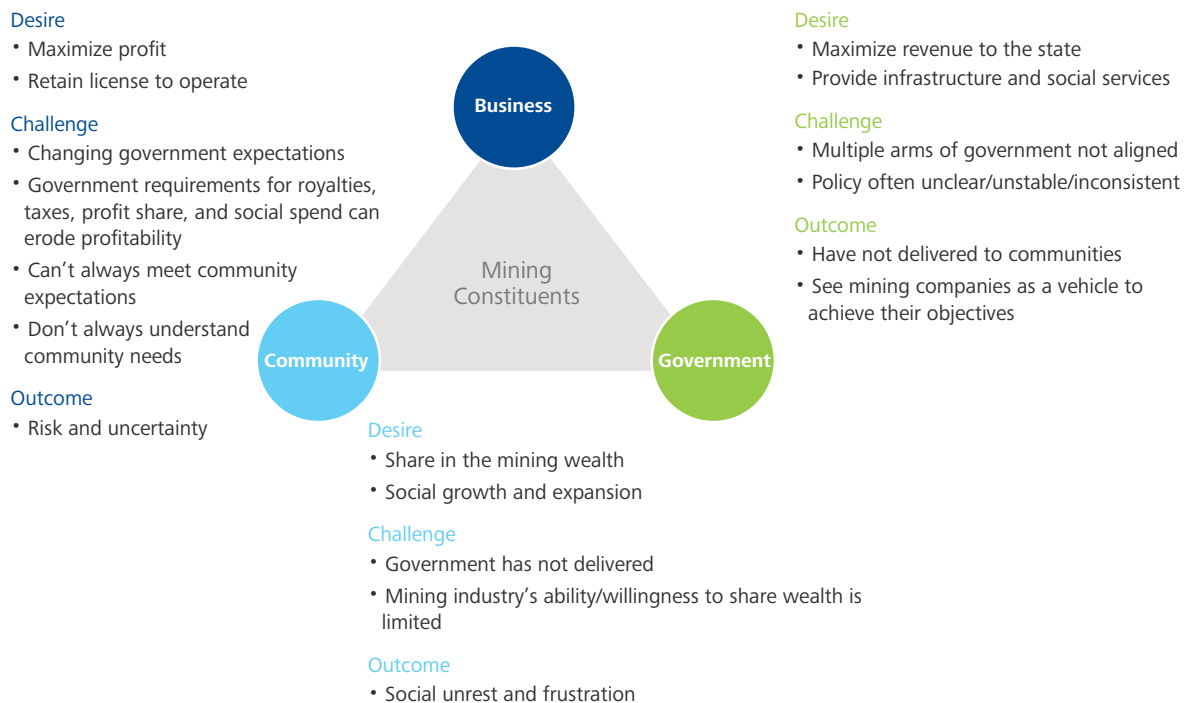 Desire
• Maximize profit
• Retain license to operate
Challenge
• Changing government expectations
• Government requirements for royalties,
taxes, profit share, and social spend can
erode profitability
• Can’t always meet community
expectations
• Don’t always understand
community needs
Outcome
• Risk and uncertainty
Business
Mining
Constituents
Community
Government
Desire
• Maximize revenue to the state
• Provide infrastructure and social services
Challenge
• Multiple arms of government not aligned
• Policy often unclear/unstable/inconsistent
Outcome
• Have not delivered to communities
• See mining companies as a vehicle to
achieve their objectives
Desire
• Share in the mining wealth
• Social growth and expansion
Challenge
• Government has not delivered
• Mining industry’s ability/willingness to share wealth is
limited
Outcome
• Social unrest and frustration